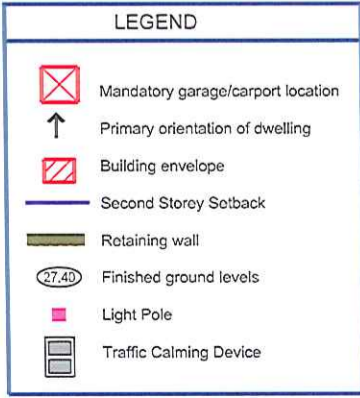 LEGEND
Mandatory garage/carport location
Primary orientation of dwelling
Building envelope
Second Storey Setback
Retaining wall
27.40 Finished ground levels
Light Pole
Traffic Calming Device